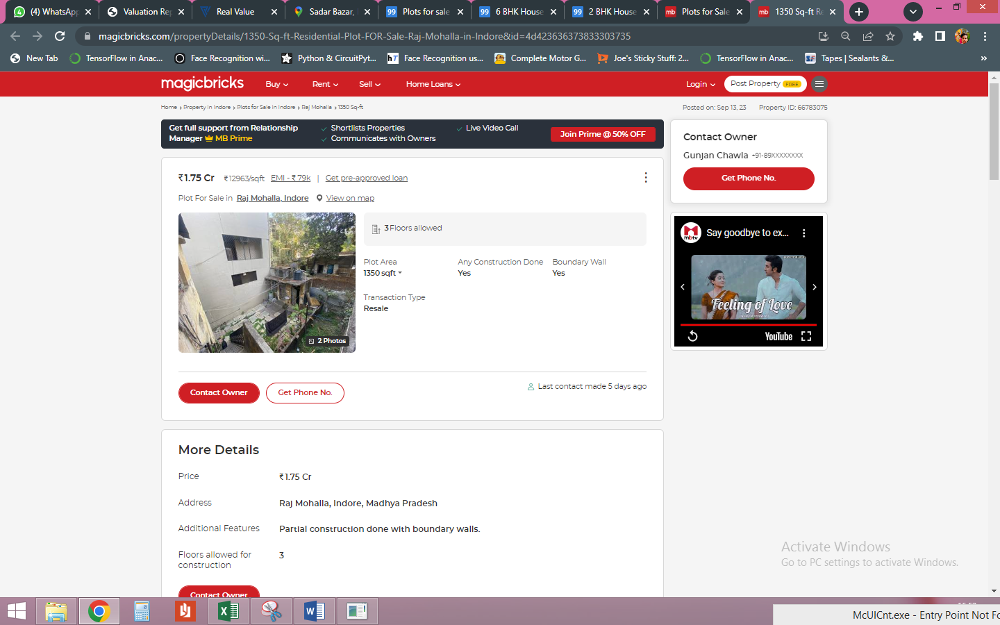 (4) WhatsApp
Valuation Rep
Real Value
Sadar Bazar,
Plots for sale
6 BHK House
2 BHK House
Plots for Sale
1350 Sq-ft Re
magicbricks.com/propertyDetails/1350-Sq-ft-Residential-Plot-FOR-Sale-Raj-Mohalla-in-Indore&id=4d423636373833303735
New Tab
TensorFlow in Anac...
Face Recognition wi...
Python & CircuitPyt...
hT
Face Recognition us...
Complete Motor G...
Joe's Sticky Stuff: 2...
TensorFlow in Anac...
Tapes | Sealants &...
»
magicbricks
Buy
Rent
Sell
Home Loans
Login
Post Property FREE
Home › Property in Indore › Plots for Sale in Indore › Raj Mohalla › 1350 Sq-ft
Posted on: Sep 13, 23 Property ID: 66783075
Get full support from Relationship
Manager MB Prime
Shortlists Properties
Communicates with Owners
Live Video Call
Join Prime @ 50% OFF
₹1.75 Cr ₹12963/sqft EMI - ₹79k | Get pre-approved loan
Plot For Sale in Raj Mohalla, Indore View on map
2 Photos
3 Floors allowed
Plot Area
1350 sqft
Any Construction Done
Yes
Boundary Wall
Yes
Transaction Type
Resale
Contact Owner
Get Phone No.
Last contact made 5 days ago
Contact Owner
Gunjan Chawla +91-89XXXXXXXX
Get Phone No.
mbtv
Say goodbye to ex...
Feeling of Love
YouTube
More Details
Price ₹1.75 Cr
Address Raj Mohalla, Indore, Madhya Pradesh
Additional Features Partial construction done with boundary walls.
Floors allowed for
construction
3
Contact Owner
Activate Windows
Go to PC settings to activate Windows.
McUICnt.exe - Entry Point Not Fo